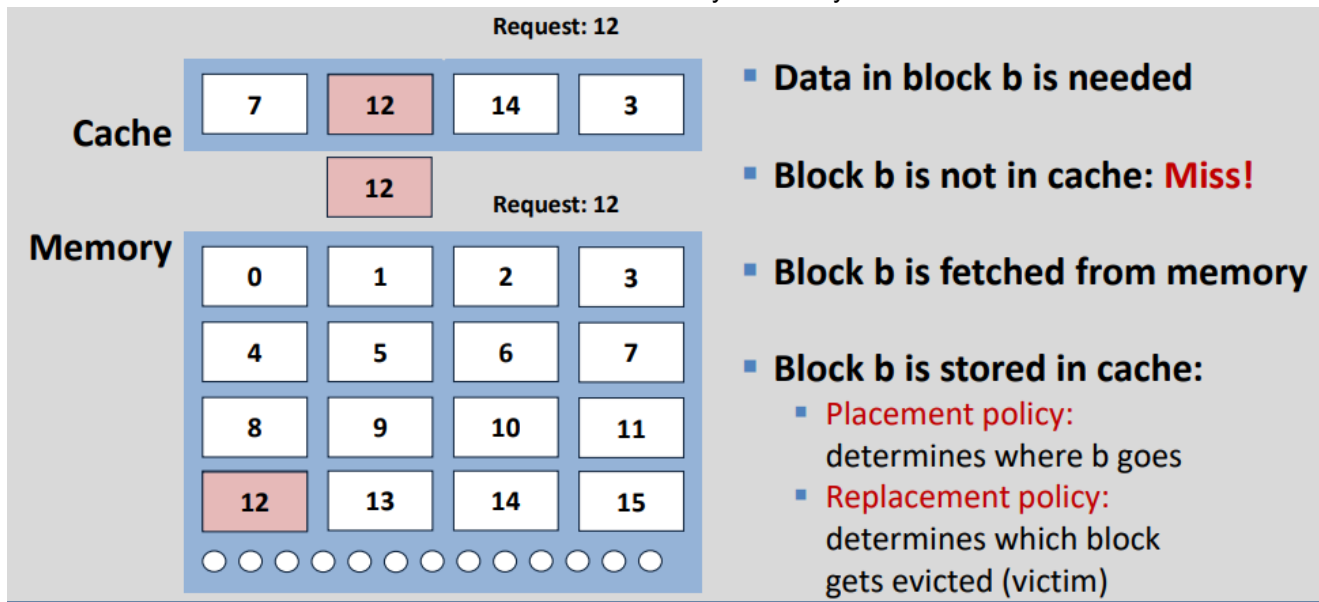 Request: 12
Cache
7 12 14 3
12
Request: 12
Memory
0 1 2 3
4 5 6 7
8 9 10 11
12 13 14 15
▪ Data in block b is needed
▪ Block b is not in cache: Miss!
▪ Block b is fetched from memory
▪ Block b is stored in cache:
▪ Placement policy:
determines where b goes
▪ Replacement policy:
determines which block
gets evicted (victim)